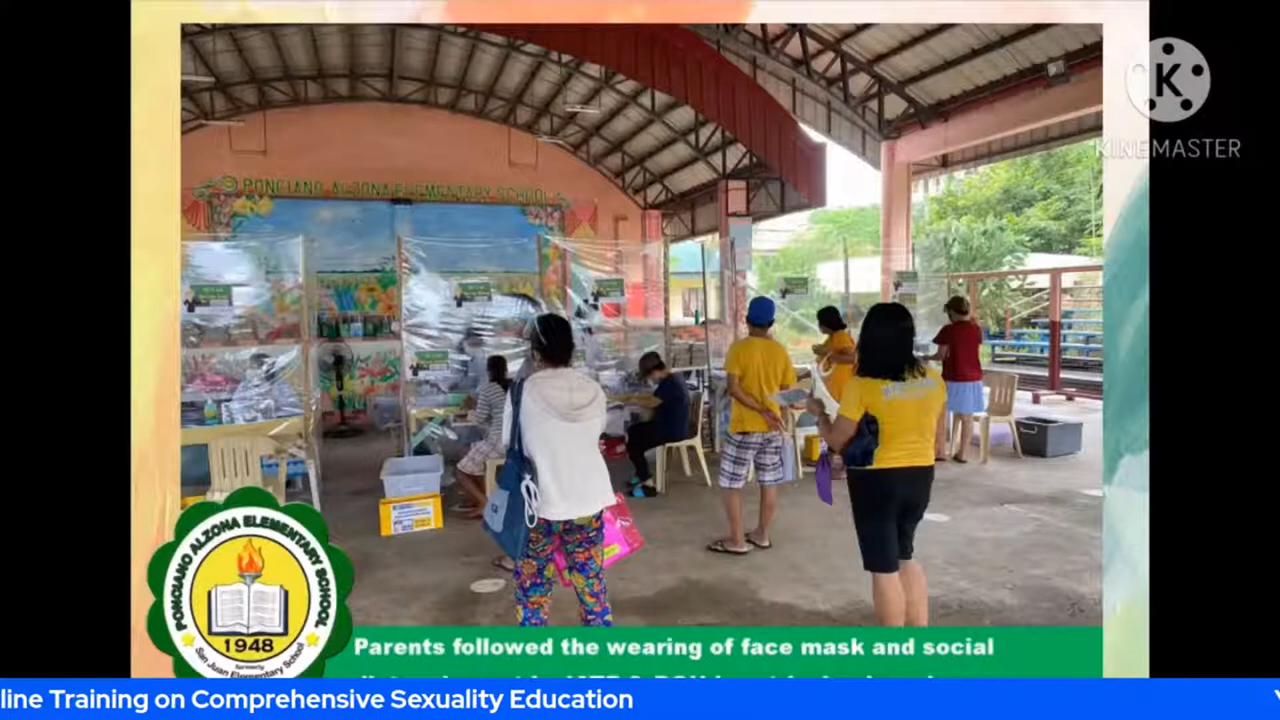 K
KINEMASTER
PONCIANO ALZONA ELEMENTARY SCHOOL
PONCIANO ALZONA ELEMENTARY SCHOOL
1948
formerly
San Juan Elementary School
Parents followed the wearing of face mask and social
line Training on Comprehensive Sexuality Education